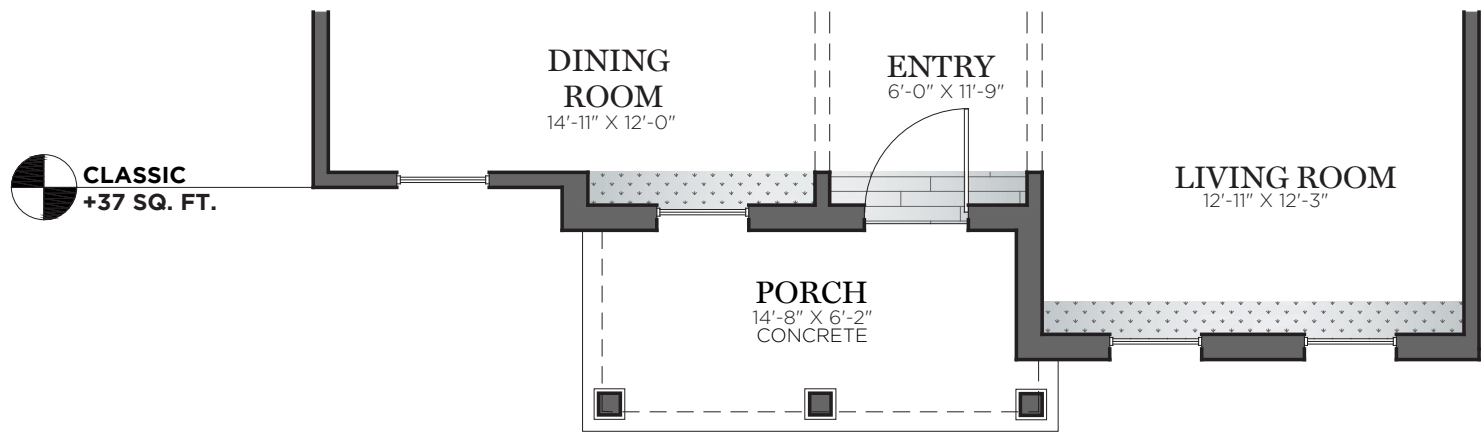 DINING
ROOM
14'-11" X 12'-0"
ENTRY
6'-0" X 11'-9"
CLASSIC
+37 SQ. FT.
LIVING ROOM
12'-11" X 12'-3"
PORCH
14'-8" X 6'-2"
CONCRETE